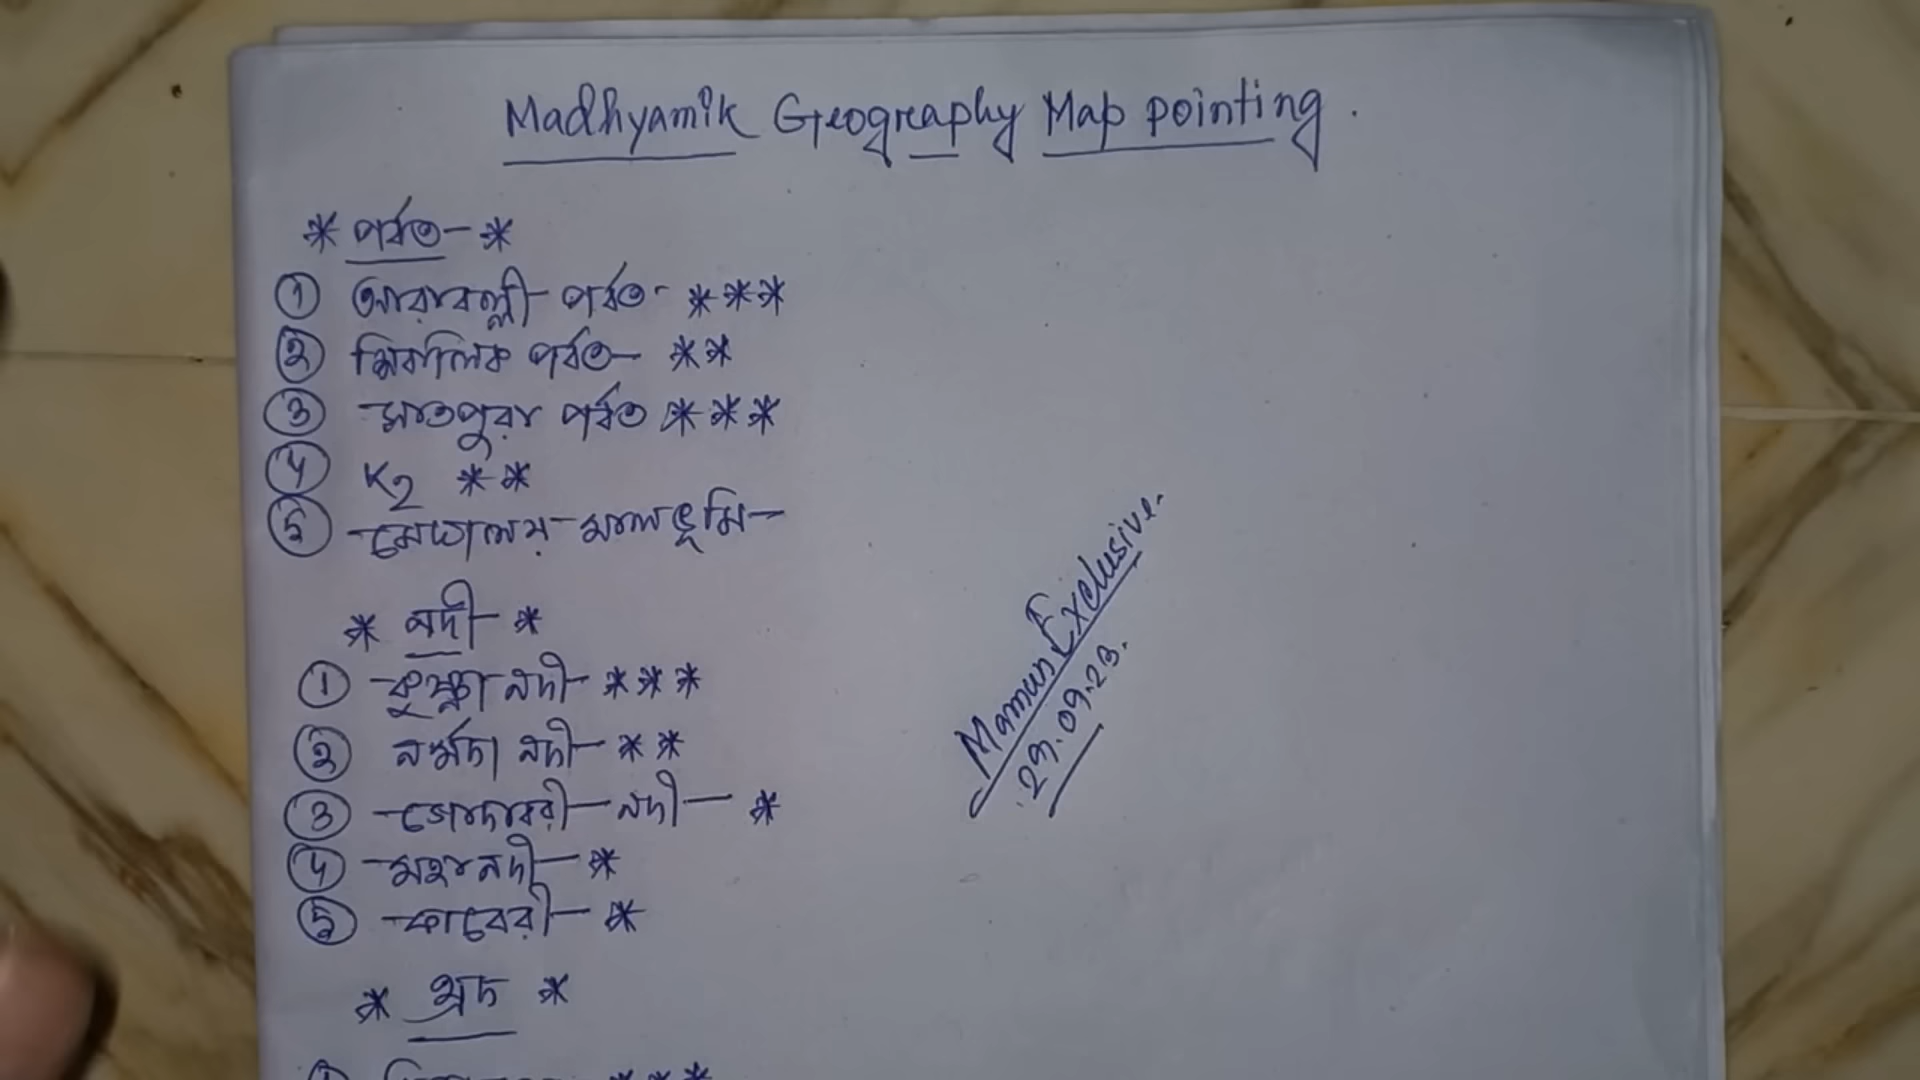 Madhyamik Geography Map pointing.
* পর্বত - *
① আরাবল্লী পর্বত - ***
② শিবালিক পর্বত - **
③ সাতপুরা পর্বত ***
④ K2 **
⑤ মেঘালয় মালভূমি -
* নদী - *
① কৃষ্ণা নদী - ***
② নর্মদা নদী - **
③ গোদাবরী নদী - *
④ মহানদী - *
⑤ কাবেরী - *
* হ্রদ *
Mamun Exclusive.
29.09.23.